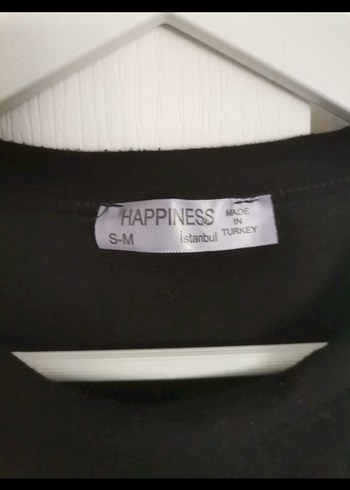 HAPPINESS
S-M İstanbul
MADE
IN
TURKEY